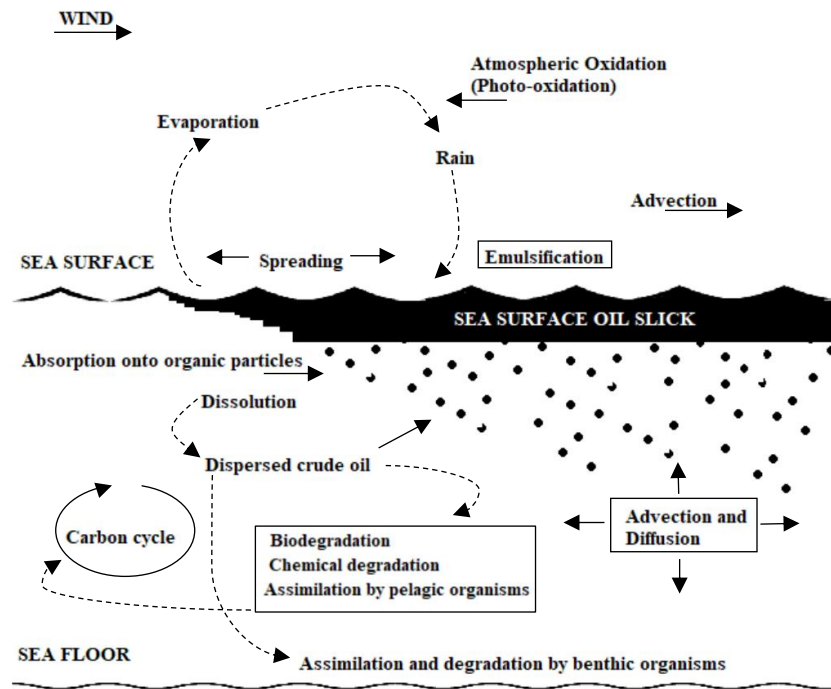 WIND
Atmospheric Oxidation
(Photo-oxidation)
Evaporation
Rain
Advection
SEA SURFACE
Spreading
Emulsification
SEA SURFACE OIL SLICK
Absorption onto organic particles
Dissolution
Dispersed crude oil
Carbon cycle
Biodegradation
Chemical degradation
Assimilation by pelagic organisms
Advection and
Diffusion
SEA FLOOR
Assimilation and degradation by benthic organisms